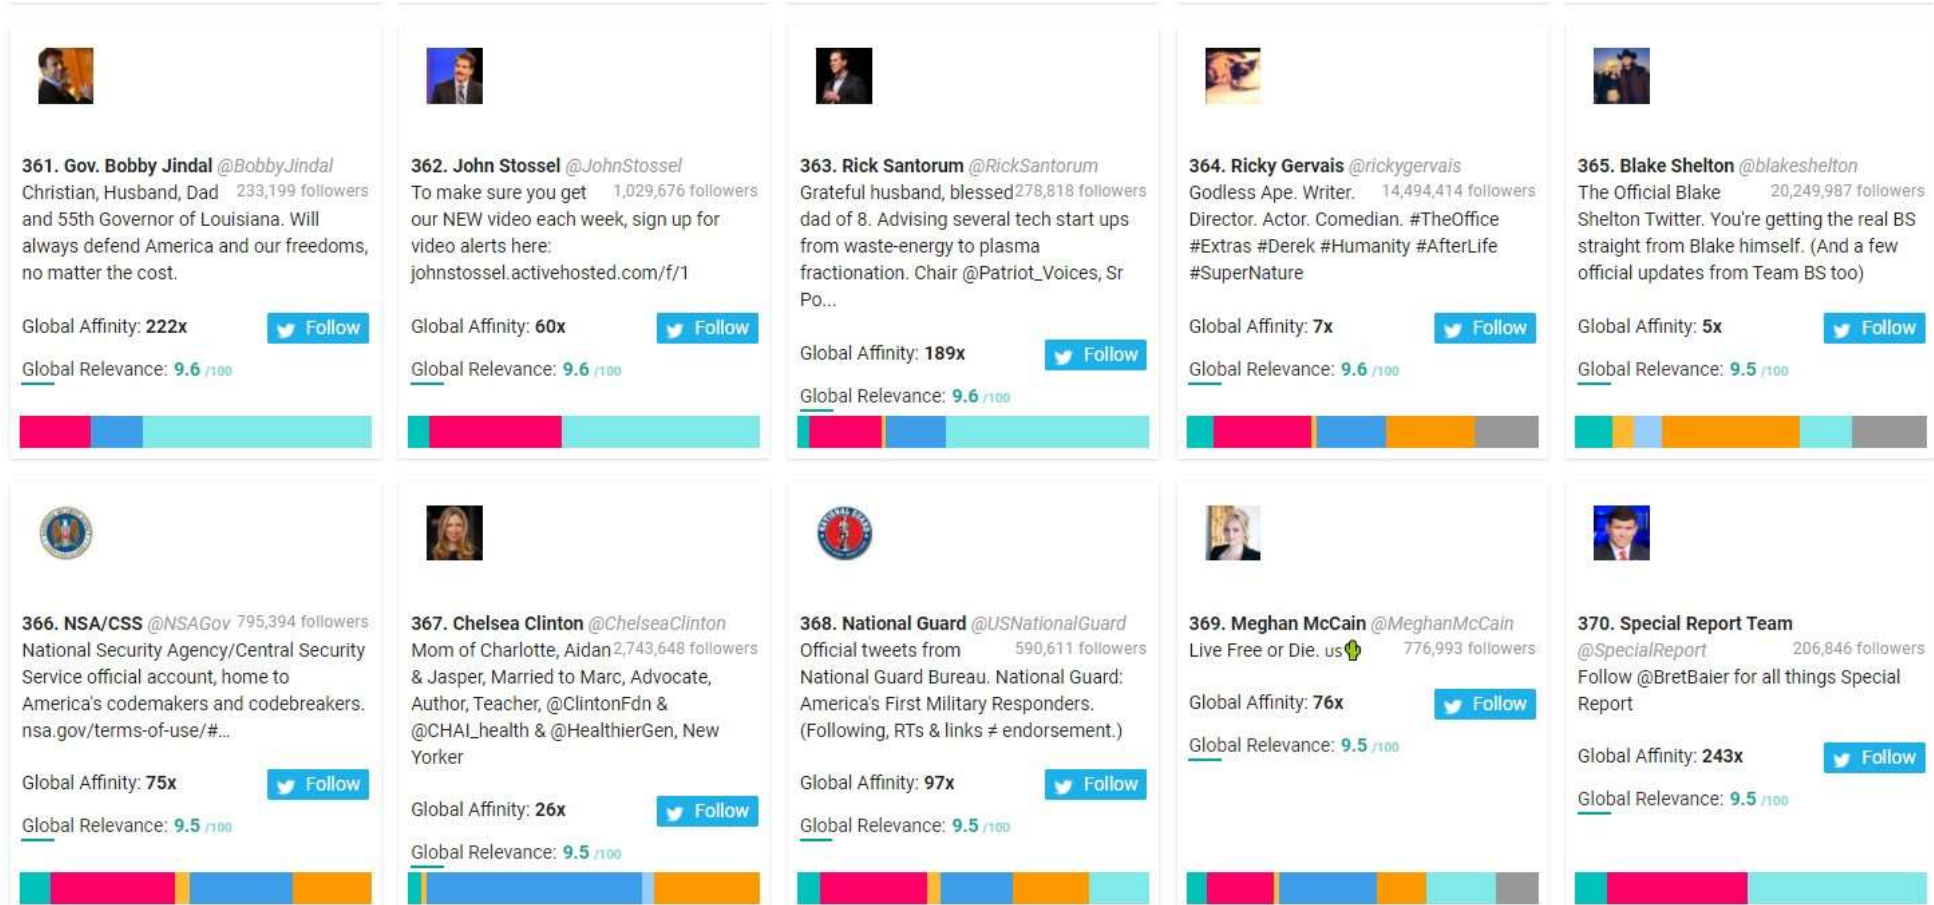 361. Gov. Bobby Jindal @BobbyJindal
Christian, Husband, Dad 233,199 followers
and 55th Governor of Louisiana. Will
always defend America and our freedoms,
no matter the cost.
Global Affinity: 222x Follow
Global Relevance: 9.6 /100
362. John Stossel @JohnStossel
To make sure you get 1,029,676 followers
our NEW video each week, sign up for
video alerts here:
johnstossel.activehosted.com/f/1
Global Affinity: 60x Follow
Global Relevance: 9.6 /100
363. Rick Santorum @RickSantorum
Grateful husband, blessed 278,818 followers
dad of 8. Advising several tech start ups
from waste-energy to plasma
fractionation. Chair @Patriot_Voices, Sr
Po...
Global Affinity: 189x Follow
Global Relevance: 9.6 /100
364. Ricky Gervais @rickygervais
Godless Ape. Writer. 14,494,414 followers
Director. Actor. Comedian. #TheOffice
#Extras #Derek #Humanity #AfterLife
#SuperNature
Global Affinity: 7x Follow
Global Relevance: 9.6 /100
365. Blake Shelton @blakeshelton
The Official Blake 20,249,987 followers
Shelton Twitter. You're getting the real BS
straight from Blake himself. (And a few
official updates from Team BS too)
Global Affinity: 5x Follow
Global Relevance: 9.5 /100
366. NSA/CSS @NSAGov 795,394 followers
National Security Agency/Central Security
Service official account, home to
America's codemakers and codebreakers.
nsa.gov/terms-of-use/#...
Global Affinity: 75x Follow
Global Relevance: 9.5 /100
367. Chelsea Clinton @ChelseaClinton
Mom of Charlotte, Aidan 2,743,648 followers
& Jasper, Married to Marc, Advocate,
Author, Teacher, @ClintonFdn &
@CHAI_health & @HealthierGen, New
Yorker
Global Affinity: 26x Follow
Global Relevance: 9.5 /100
NATIONAL GUARD
368. National Guard @USNationalGuard
Official tweets from 590,611 followers
National Guard Bureau. National Guard:
America's First Military Responders.
(Following, RTs & links ≠ endorsement.)
Global Affinity: 97x Follow
Global Relevance: 9.5 /100
369. Meghan McCain @MeghanMcCain
Live Free or Die. us🌵 776,993 followers
Global Affinity: 76x Follow
Global Relevance: 9.5 /100
370. Special Report Team
@SpecialReport 206,846 followers
Follow @BretBaier for all things Special
Report
Global Affinity: 243x Follow
Global Relevance: 9.5 /100